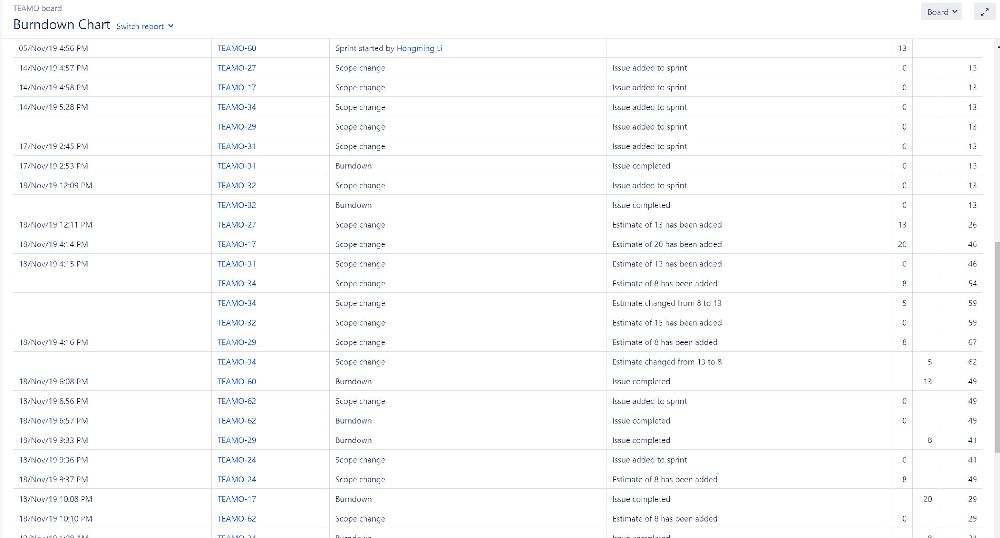 TEAMO board
Board
Burndown Chart Switch report
05/Nov/19 4:56 PM TEAMO-60 Sprint started by Hongming Li 13
14/Nov/19 4:57 PM TEAMO-27 Scope change Issue added to sprint 0 13
14/Nov/19 4:58 PM TEAMO-17 Scope change Issue added to sprint 0 13
14/Nov/19 5:28 PM TEAMO-34 Scope change Issue added to sprint 0 13
TEAMO-29 Scope change Issue added to sprint 0 13
17/Nov/19 2:45 PM TEAMO-31 Scope change Issue added to sprint 0 13
17/Nov/19 2:53 PM TEAMO-31 Burndown Issue completed 0 13
18/Nov/19 12:09 PM TEAMO-32 Scope change Issue added to sprint 0 13
TEAMO-32 Burndown Issue completed 0 13
18/Nov/19 12:11 PM TEAMO-27 Scope change Estimate of 13 has been added 13 26
18/Nov/19 4:14 PM TEAMO-17 Scope change Estimate of 20 has been added 20 46
18/Nov/19 4:15 PM TEAMO-31 Scope change Estimate of 13 has been added 0 46
TEAMO-34 Scope change Estimate of 8 has been added 8 54
TEAMO-34 Scope change Estimate changed from 8 to 13 5 59
TEAMO-32 Scope change Estimate of 15 has been added 0 59
18/Nov/19 4:16 PM TEAMO-29 Scope change Estimate of 8 has been added 8 67
TEAMO-34 Scope change Estimate changed from 13 to 8 5 62
18/Nov/19 6:08 PM TEAMO-60 Burndown Issue completed 13 49
18/Nov/19 6:56 PM TEAMO-62 Scope change Issue added to sprint 0 49
18/Nov/19 6:57 PM TEAMO-62 Burndown Issue completed 0 49
18/Nov/19 9:33 PM TEAMO-29 Burndown Issue completed 8 41
18/Nov/19 9:36 PM TEAMO-24 Scope change Issue added to sprint 0 41
18/Nov/19 9:37 PM TEAMO-24 Scope change Estimate of 8 has been added 8 49
18/Nov/19 10:08 PM TEAMO-17 Burndown Issue completed 20 29
18/Nov/19 10:10 PM TEAMO-62 Scope change Estimate of 8 has been added 0 29
Burndown Issue completed